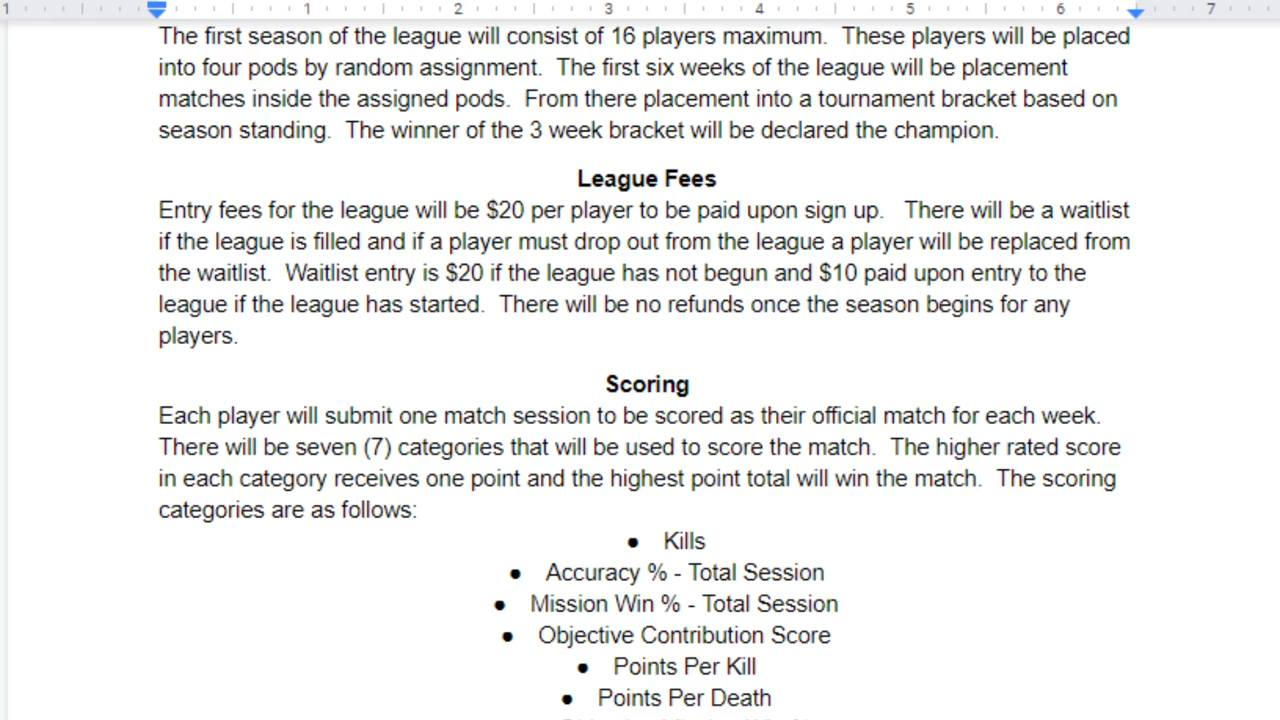 1 1 2 3 4 5 6 7
The first season of the league will consist of 16 players maximum.  These players will be placed
into four pods by random assignment.  The first six weeks of the league will be placement
matches inside the assigned pods.  From there placement into a tournament bracket based on
season standing.  The winner of the 3 week bracket will be declared the champion.
League Fees
Entry fees for the league will be $20 per player to be paid upon sign up.   There will be a waitlist
if the league is filled and if a player must drop out from the league a player will be replaced from
the waitlist.  Waitlist entry is $20 if the league has not begun and $10 paid upon entry to the
league if the league has started.  There will be no refunds once the season begins for any
players.
Scoring
Each player will submit one match session to be scored as their official match for each week.
There will be seven (7) categories that will be used to score the match.  The higher rated score
in each category receives one point and the highest point total will win the match.  The scoring
categories are as follows:
● Kills
● Accuracy % - Total Session
● Mission Win % - Total Session
● Objective Contribution Score
● Points Per Kill
● Points Per Death